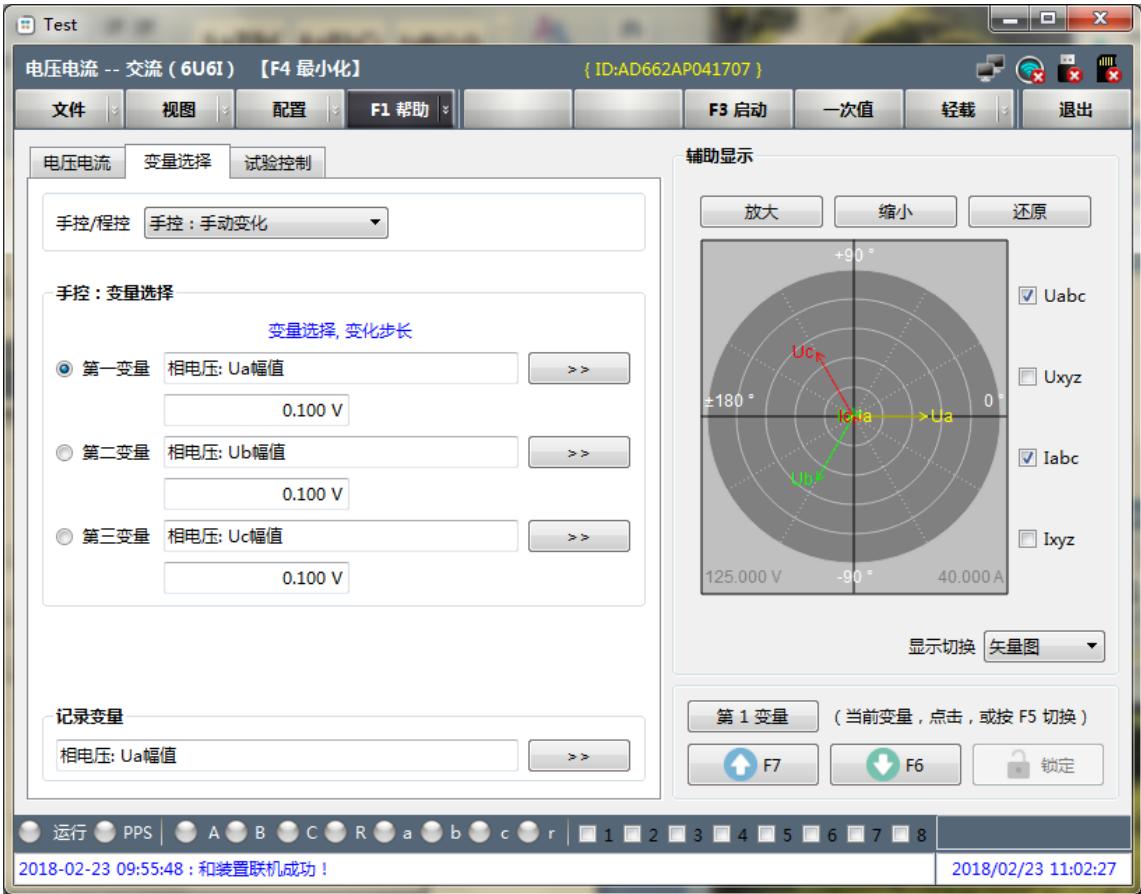 Test
电压电流 -- 交流 ( 6U6I ) 【F4 最小化】 { ID:AD662AP041707 }
文件 视图 配置 F1 帮助 F3 启动 一次值 轻载 退出
电压电流 变量选择 试验控制
手控/程控 手控：手动变化
手控：变量选择
变量选择, 变化步长
第一变量 相电压: Ua幅值 >>
0.100 V
第二变量 相电压: Ub幅值 >>
0.100 V
第三变量 相电压: Uc幅值 >>
0.100 V
记录变量
相电压: Ua幅值 >>
辅助显示
放大 缩小 还原
+90 °
Uc
±180 ° 0 °
Ia Ua
Ub
125.000 V -90 ° 40.000 A
Uabc
Uxyz
Iabc
Ixyz
显示切换 矢量图
第 1 变量 ( 当前变量，点击，或按 F5 切换 )
F7 F6 锁定
运行 PPS A B C R a b c r 1 2 3 4 5 6 7 8
2018-02-23 09:55:48 : 和装置联机成功！ 2018/02/23 11:02:27